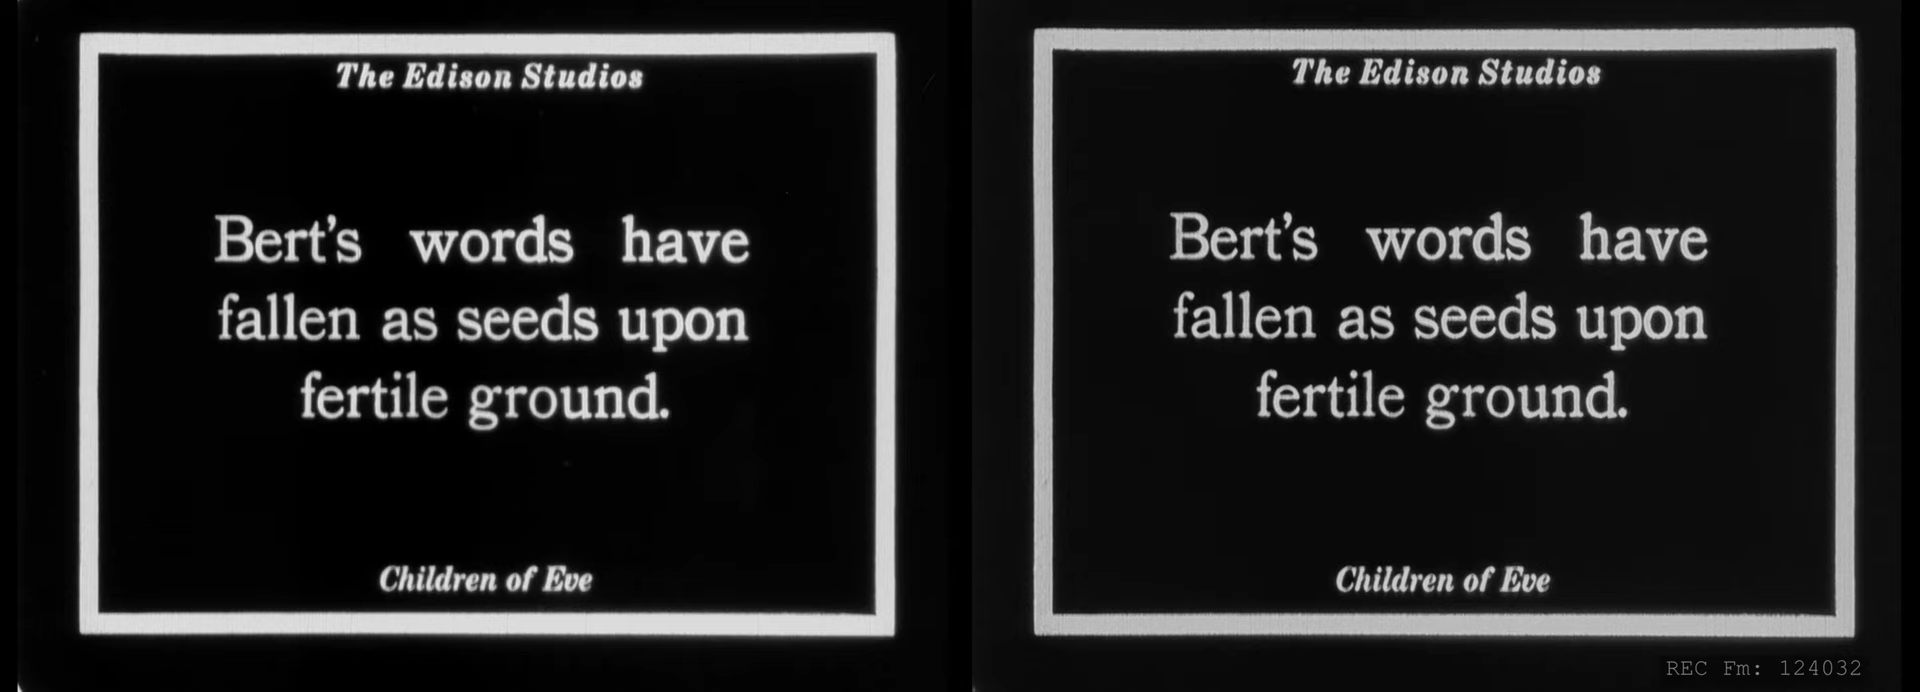 The Edison Studios
Bert's words have
fallen as seeds upon
fertile ground.
Children of Eve
The Edison Studios
Bert's words have
fallen as seeds upon
fertile ground.
Children of Eve
REC Fm: 124032